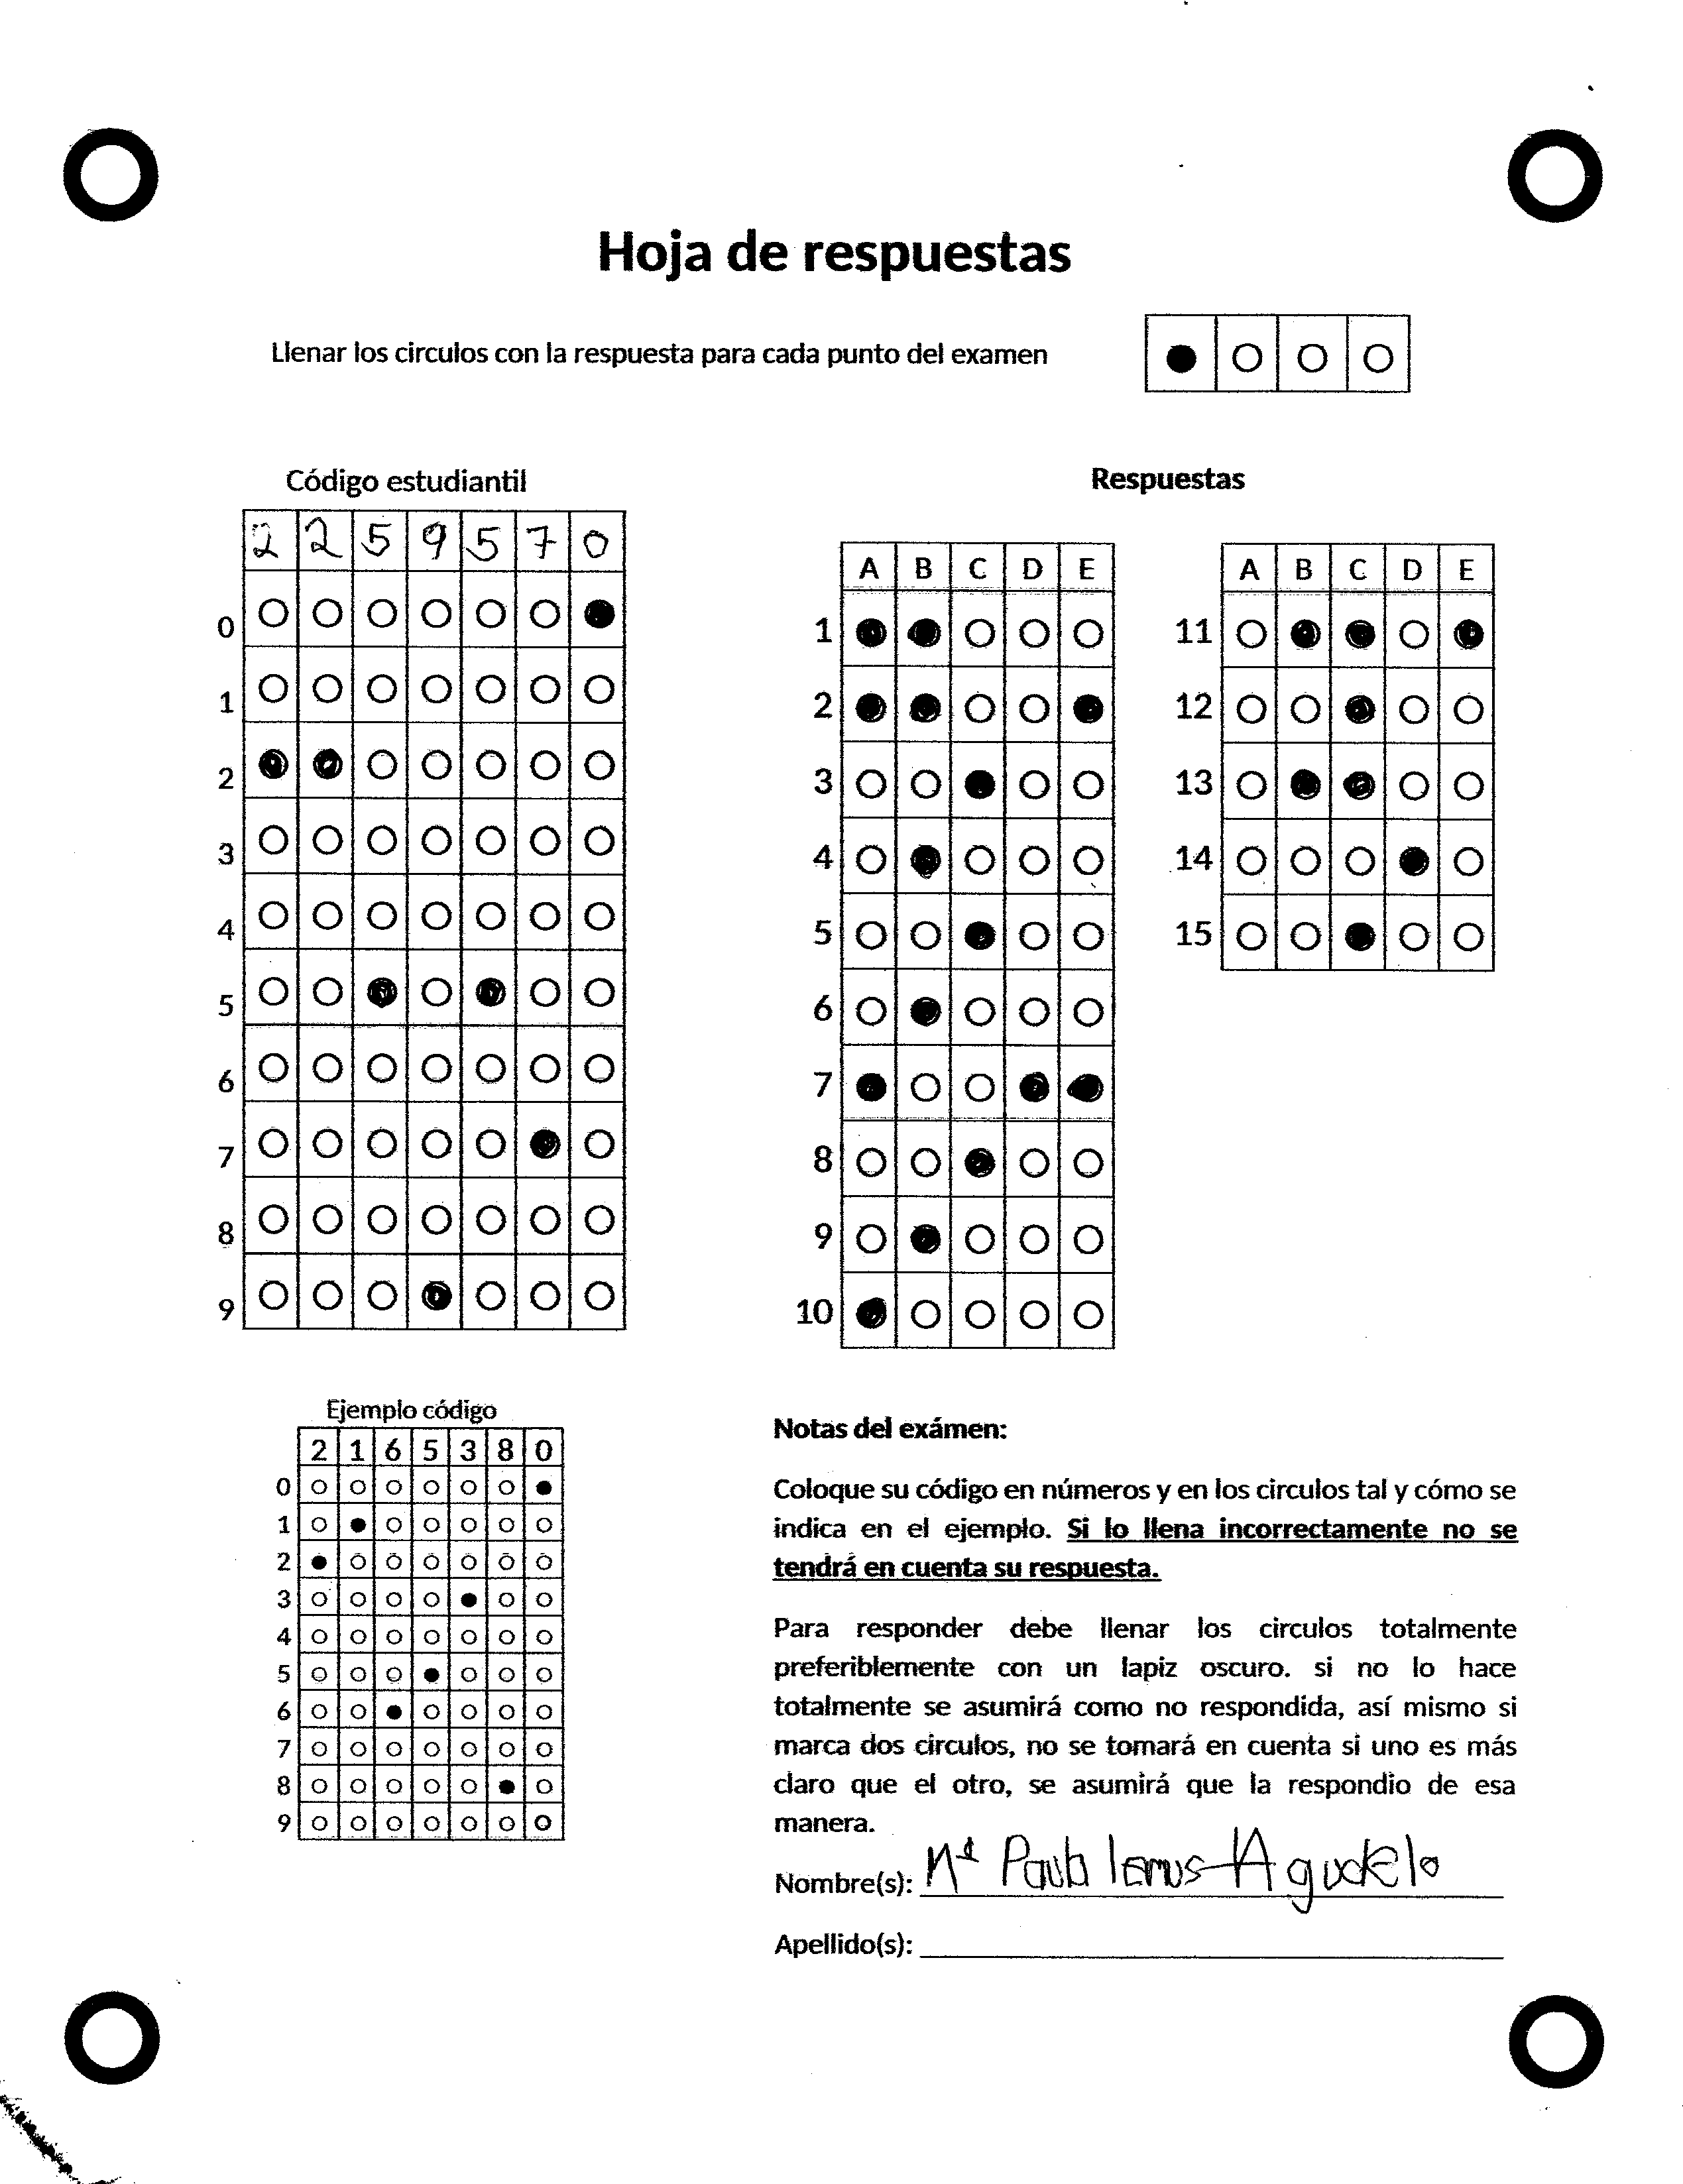 Hoja de respuestas
Llenar los circulos con la respuesta para cada punto del examen
Código estudiantil
2 2 5 9 5 7 0
0
1
2
3
4
5
6
7
8
9
Respuestas
A B C D E
1
2
3
4
5
6
7
8
9
10
A B C D E
11
12
13
14
15
Ejemplo código
2 1 6 5 3 8 0
0
1
2
3
4
5
6
7
8
9
Notas del exámen:
Coloque su código en números y en los circulos tal y cómo se
indica en el ejemplo. Si lo llena incorrectamente no se
tendrá en cuenta su respuesta.
Para responder debe llenar los circulos totalmente
preferiblemente con un lapiz oscuro. si no lo hace
totalmente se asumirá como no respondida, así mismo si
marca dos circulos, no se tomará en cuenta si uno es más
claro que el otro, se asumirá que la respondio de esa
manera.
Nombre(s): Lemus Agudelo
Apellido(s):